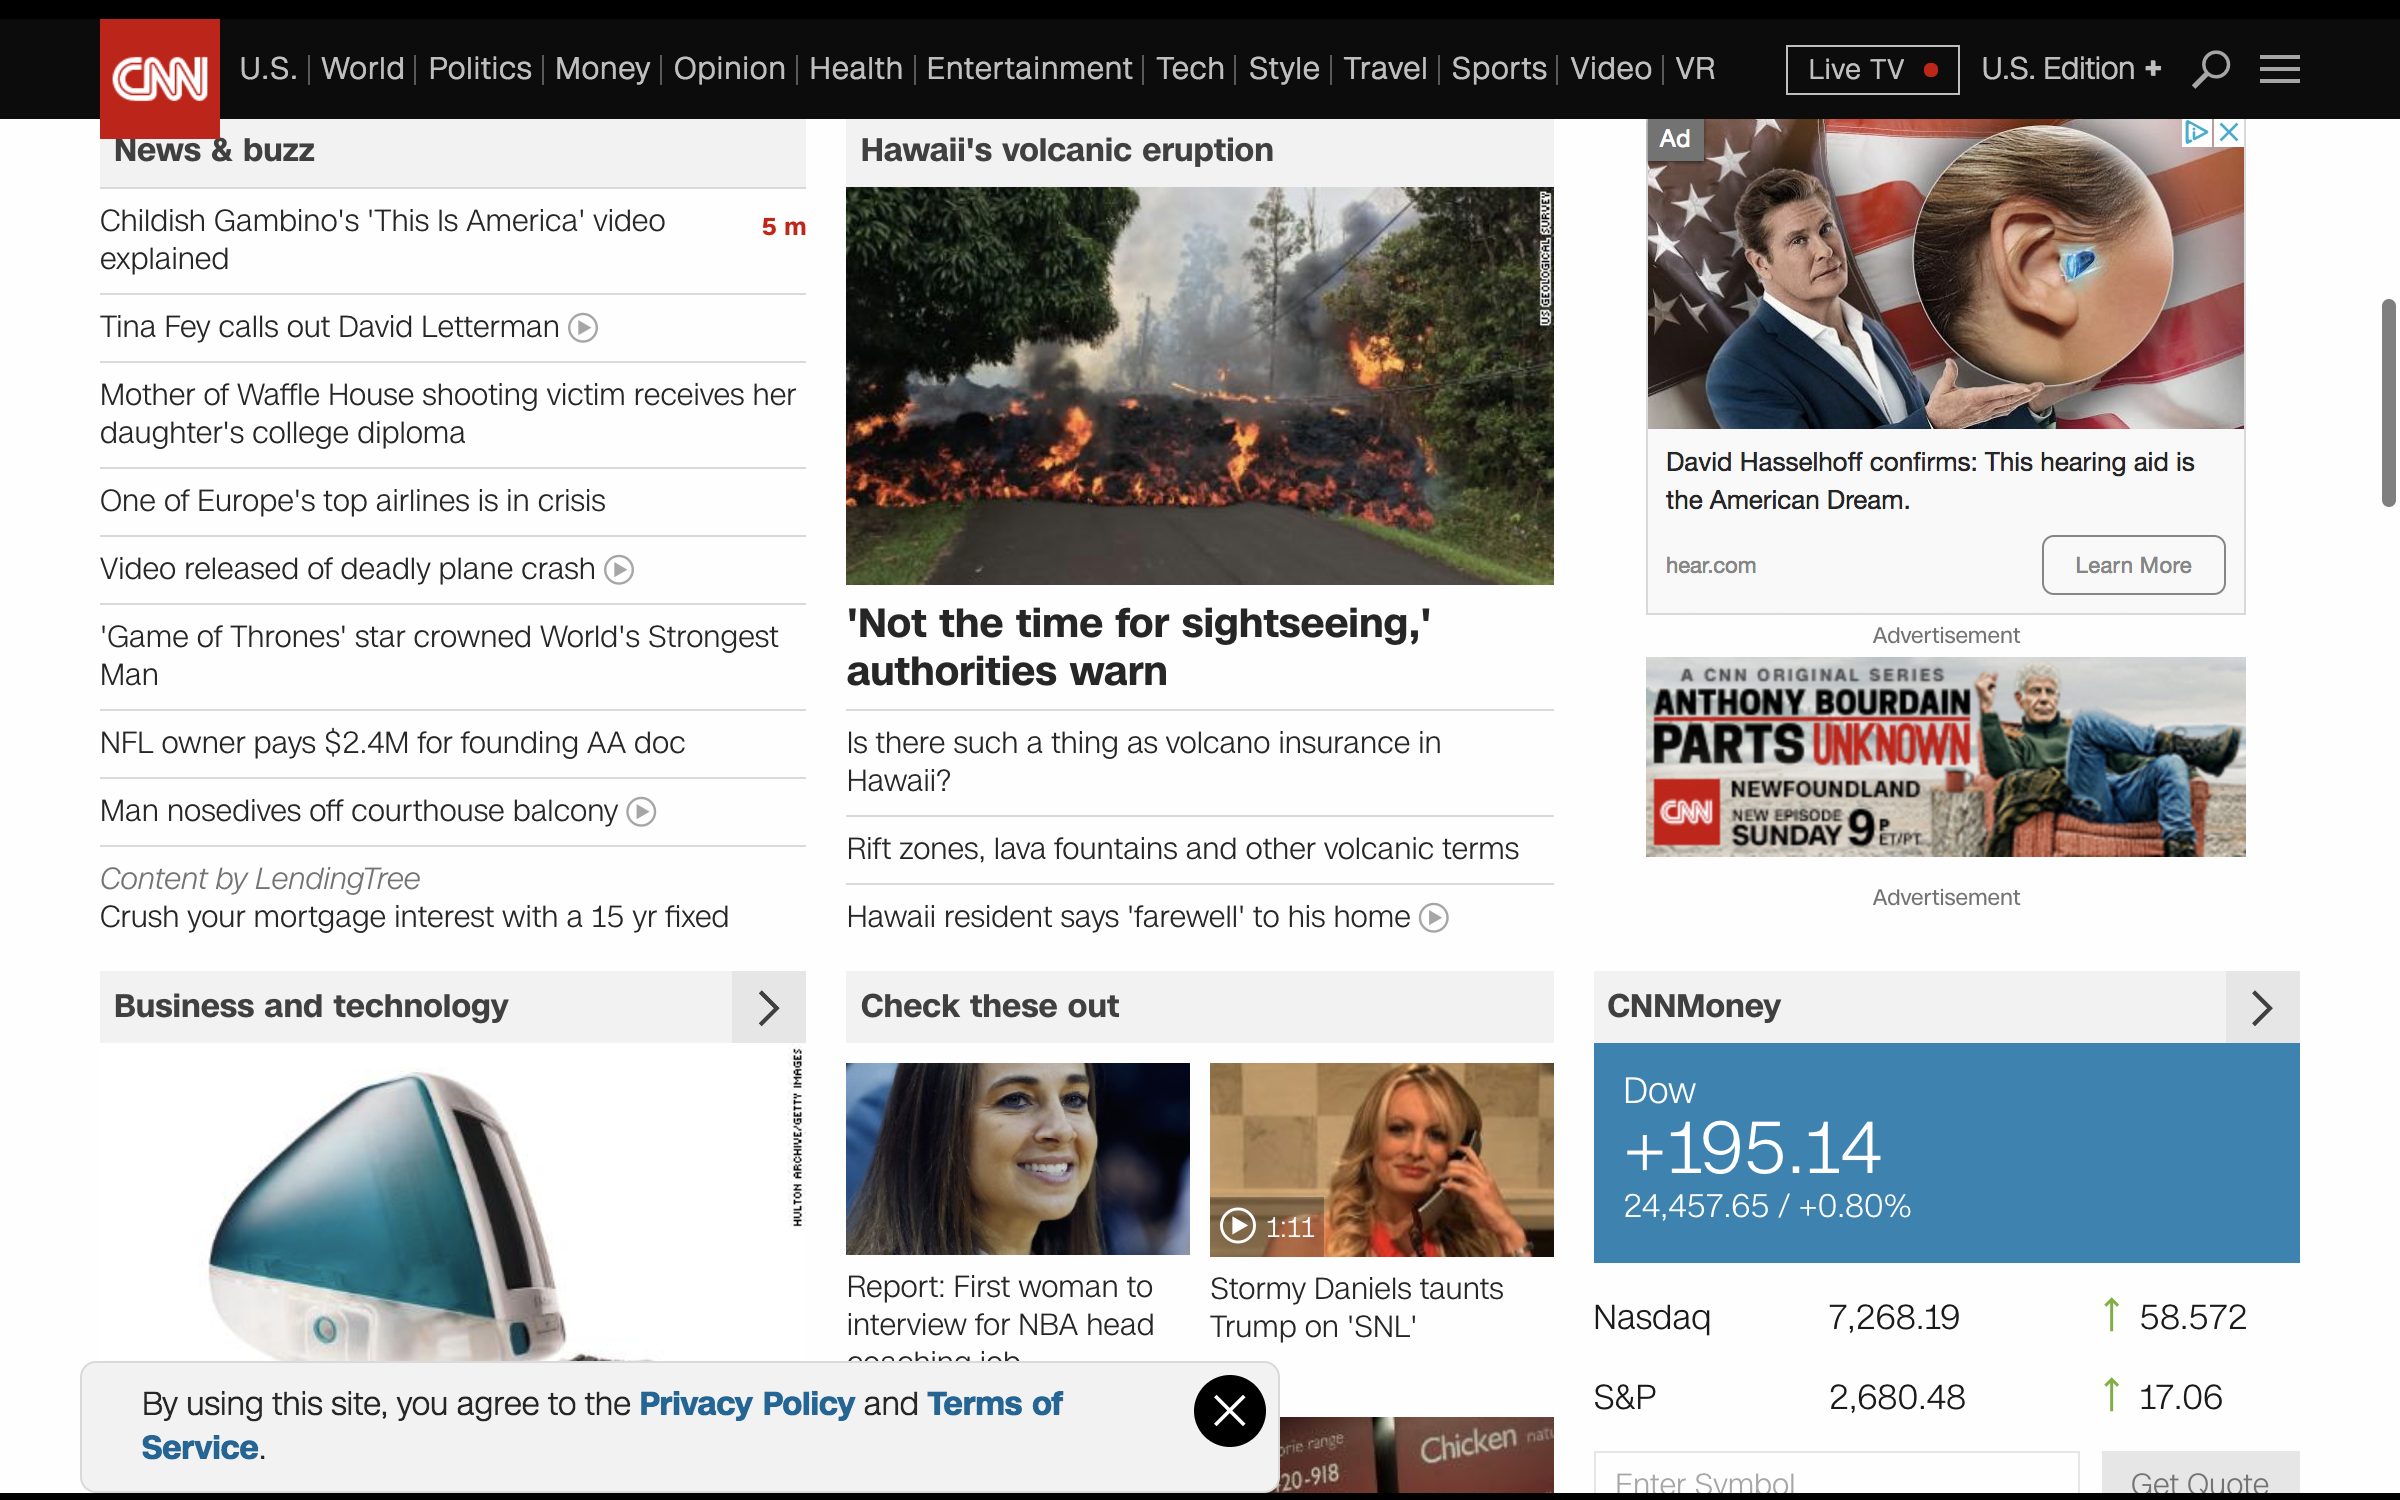 CNN
U.S.
World
Politics
Money
Opinion
Health
Entertainment
Tech
Style
Travel
Sports
Video
VR
Live TV
U.S. Edition +
News & buzz
Childish Gambino's 'This Is America' video
explained
5 m
Tina Fey calls out David Letterman
Mother of Waffle House shooting victim receives her
daughter's college diploma
One of Europe's top airlines is in crisis
Video released of deadly plane crash
'Game of Thrones' star crowned World's Strongest
Man
NFL owner pays $2.4M for founding AA doc
Man nosedives off courthouse balcony
Content by LendingTree
Crush your mortgage interest with a 15 yr fixed
Hawaii's volcanic eruption
US GEOLOGICAL SURVEY
'Not the time for sightseeing,'
authorities warn
Is there such a thing as volcano insurance in
Hawaii?
Rift zones, lava fountains and other volcanic terms
Hawaii resident says 'farewell' to his home
Ad
David Hasselhoff confirms: This hearing aid is
the American Dream.
hear.com
Learn More
Advertisement
A CNN ORIGINAL SERIES
ANTHONY BOURDAIN
PARTS UNKNOWN
CNN
NEWFOUNDLAND
NEW EPISODE
SUNDAY 9P ET/PT
Advertisement
Business and technology
HULTON ARCHIVE/GETTY IMAGES
Check these out
1:11
Report: First woman to
interview for NBA head
coaching job
Stormy Daniels taunts
Trump on 'SNL'
Chicken
range
20-918
CNNMoney
Dow
+195.14
24,457.65 / +0.80%
Nasdaq 7,268.19 ↑ 58.572
S&P 2,680.48 ↑ 17.06
Enter Symbol
Get Quote
By using this site, you agree to the Privacy Policy and Terms of
Service.